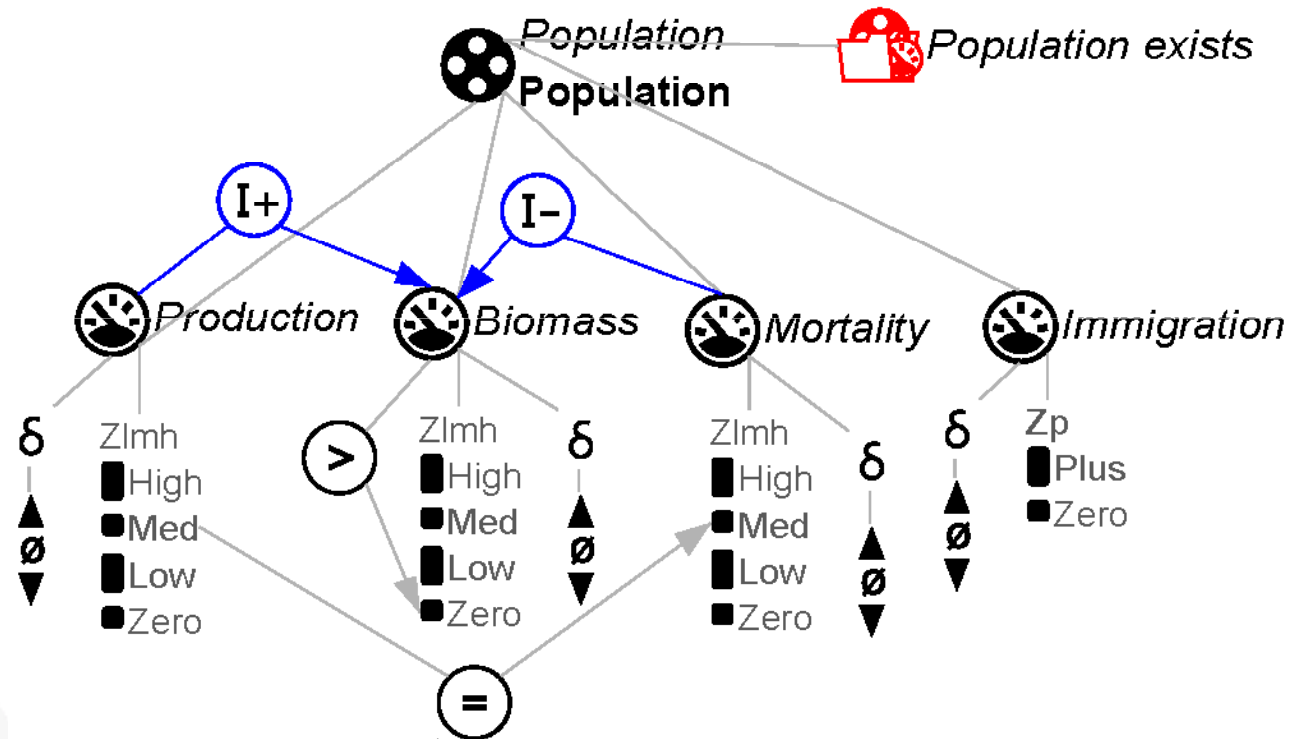 Population
Population
Population exists
I+
I-
Production
Biomass
Mortality
Immigration
δ
Zlmh
High
Med
Low
Zero
ø
>
Zlmh
High
Med
Low
Zero
δ
ø
Zlmh
High
Med
Low
Zero
δ
ø
δ
ø
Zp
Plus
Zero
=